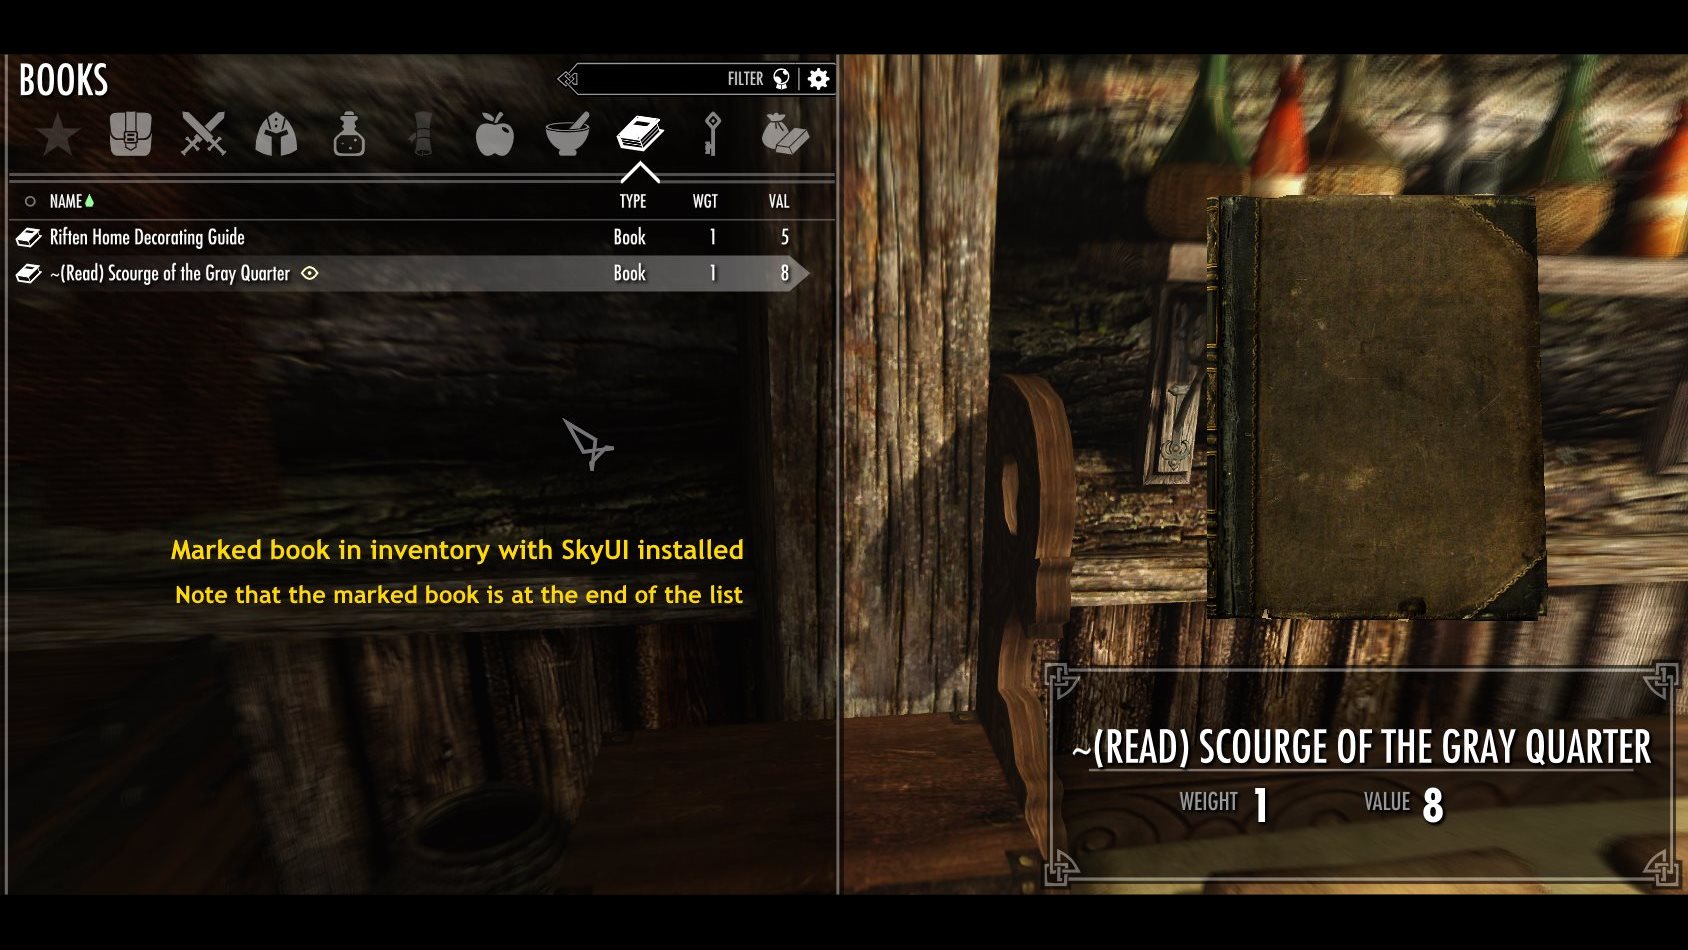 BOOKS
FILTER
NAME TYPE WGT VAL
Riften Home Decorating Guide Book 1 5
~(Read) Scourge of the Gray Quarter Book 1 8
Marked book in inventory with SkyUI installed
Note that the marked book is at the end of the list
~(READ) SCOURGE OF THE GRAY QUARTER
WEIGHT 1 VALUE 8